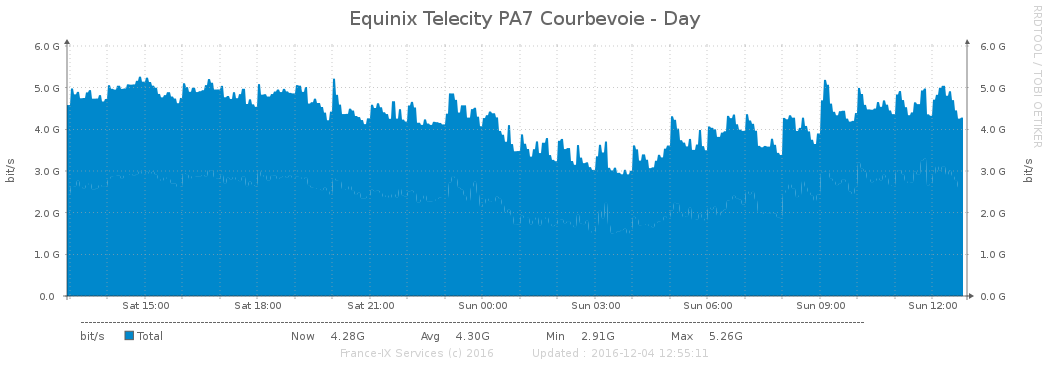 Equinix Telecity PA7 Courbevoie - Day
RRDTOOL / TOBI OETIKER
bit/s
6.0 G 6.0 G
5.0 G 5.0 G
4.0 G 4.0 G
3.0 G 3.0 G
2.0 G 2.0 G
1.0 G 1.0 G
0.0 0.0 G
bit/s
Sat 15:00 Sat 18:00 Sat 21:00 Sun 00:00 Sun 03:00 Sun 06:00 Sun 09:00 Sun 12:00
bit/s Total Now 4.28G Avg 4.30G Min 2.91G Max 5.26G
France-IX Services (c) 2016 Updated : 2016-12-04 12:55:11